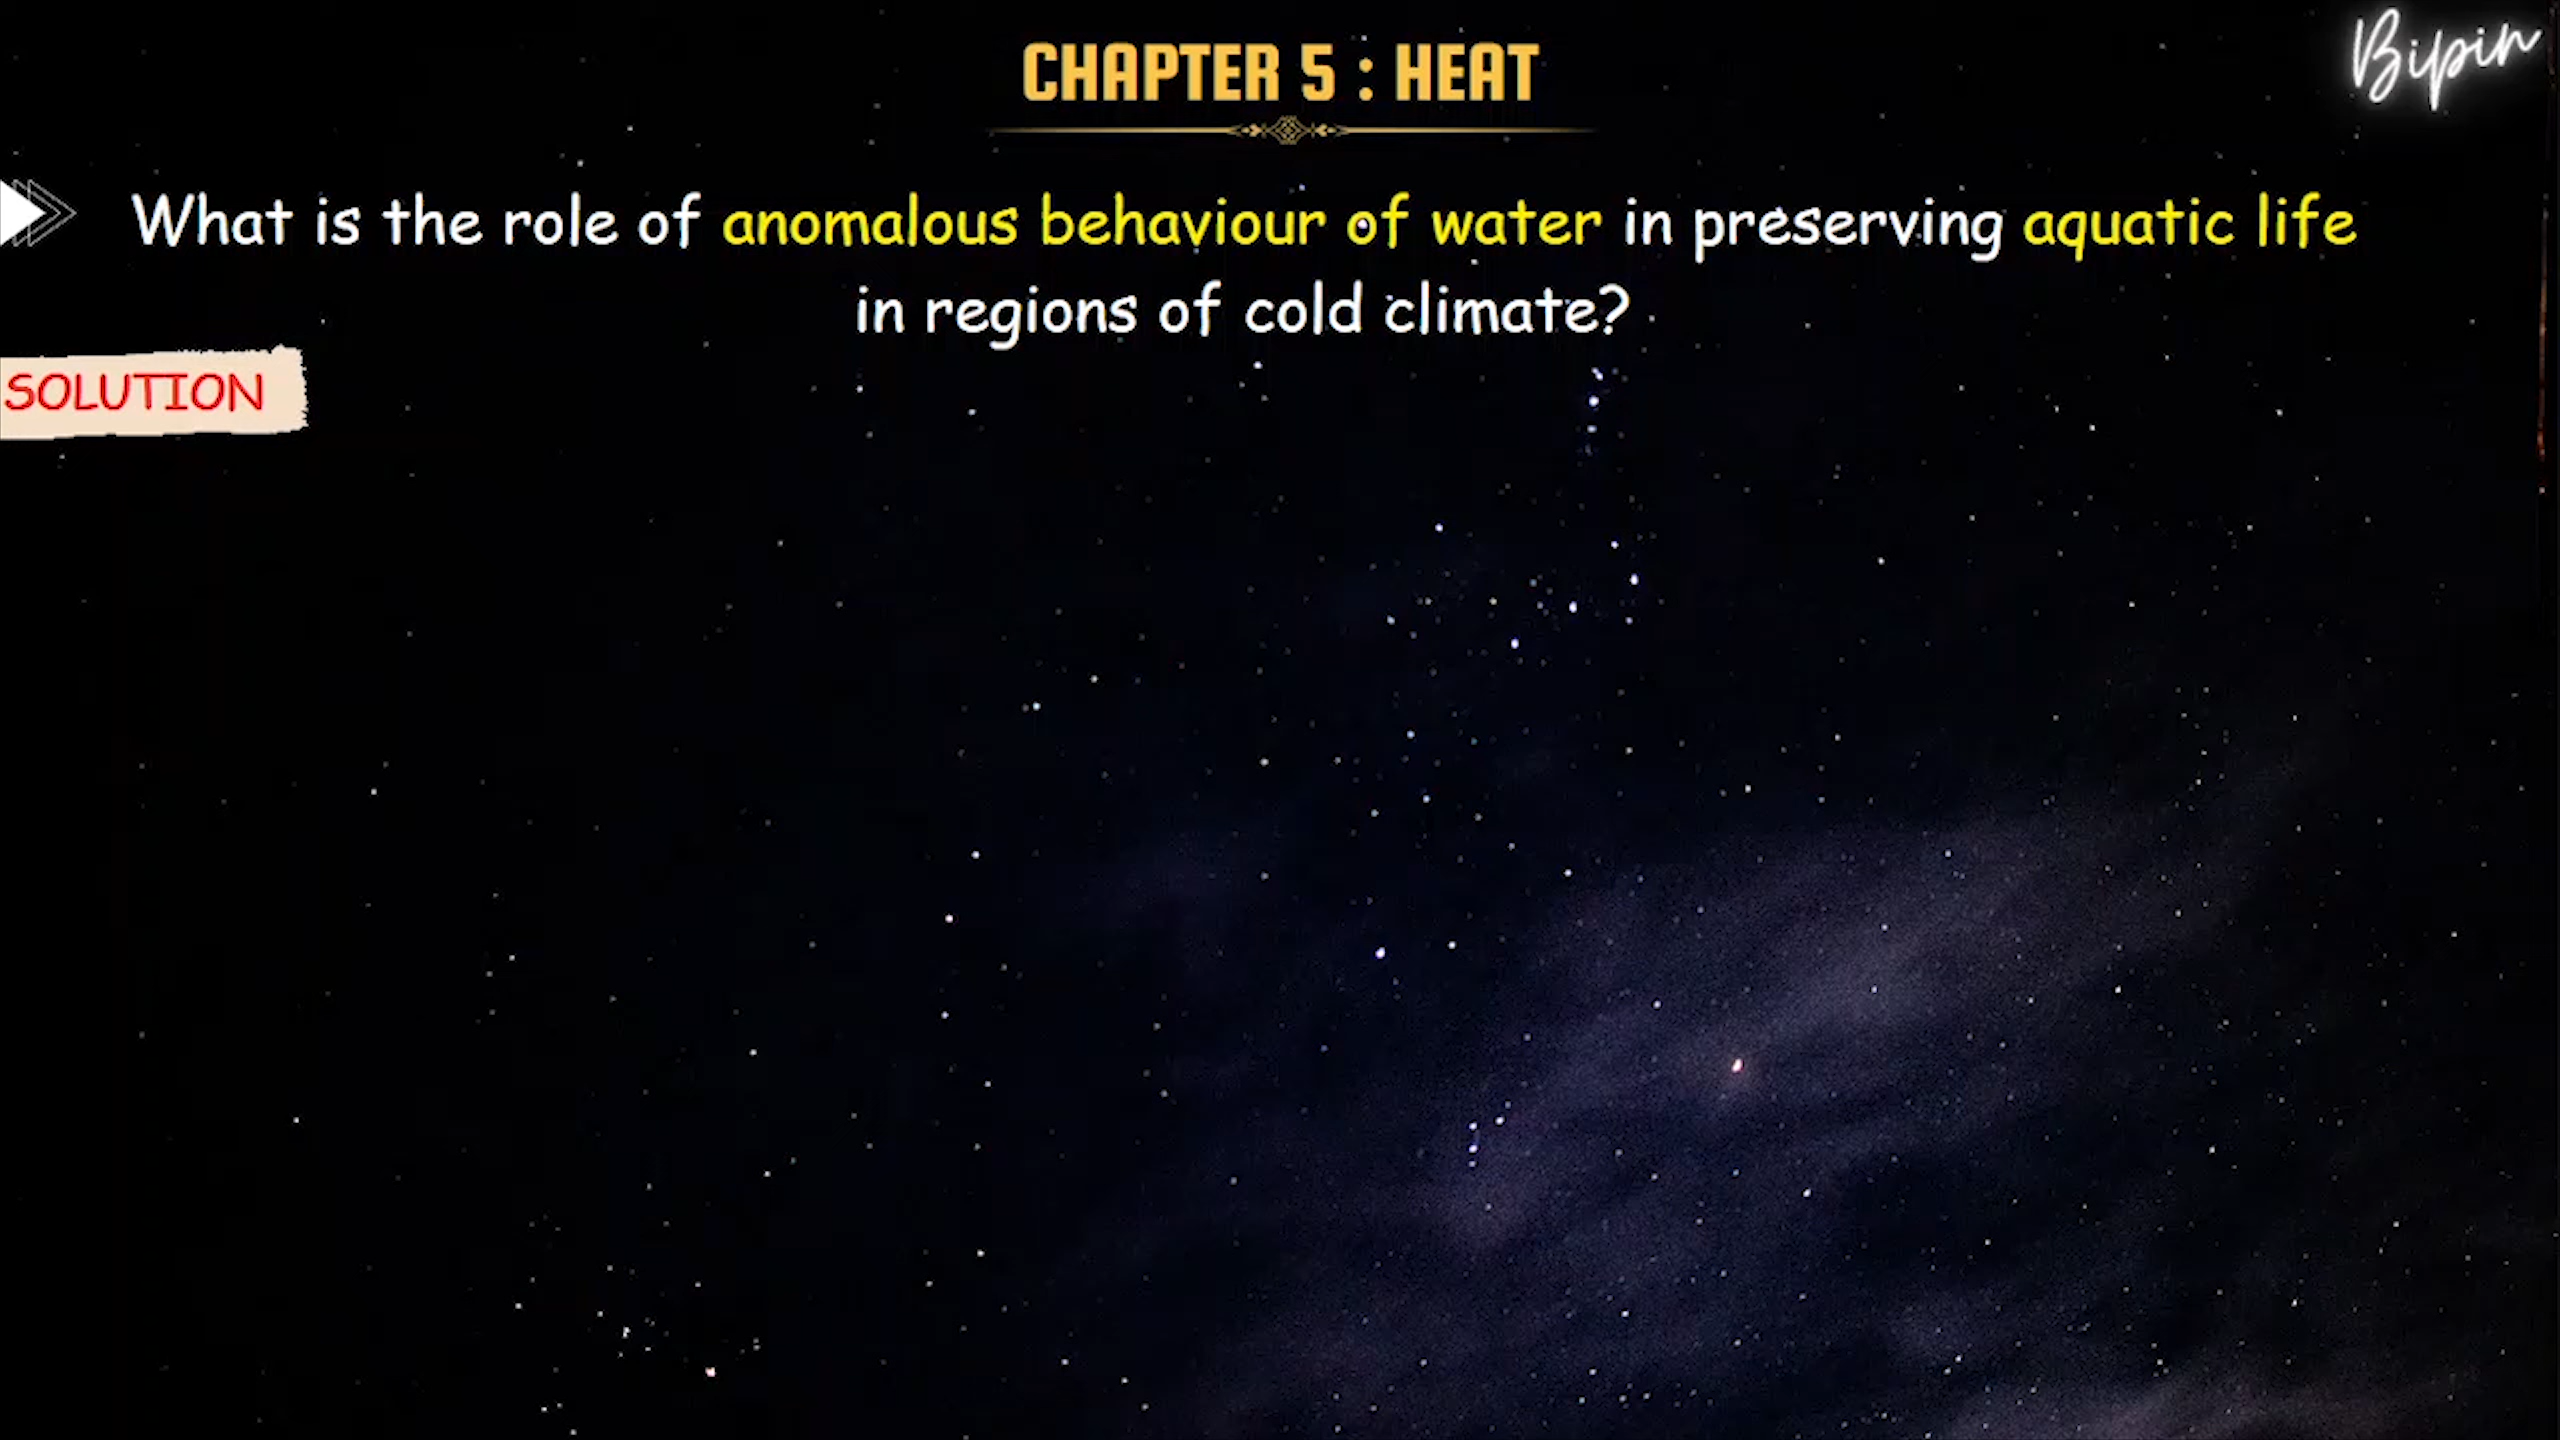 CHAPTER 5 : HEAT
Bipin
What is the role of anomalous behaviour of water in preserving aquatic life
in regions of cold climate?
SOLUTION